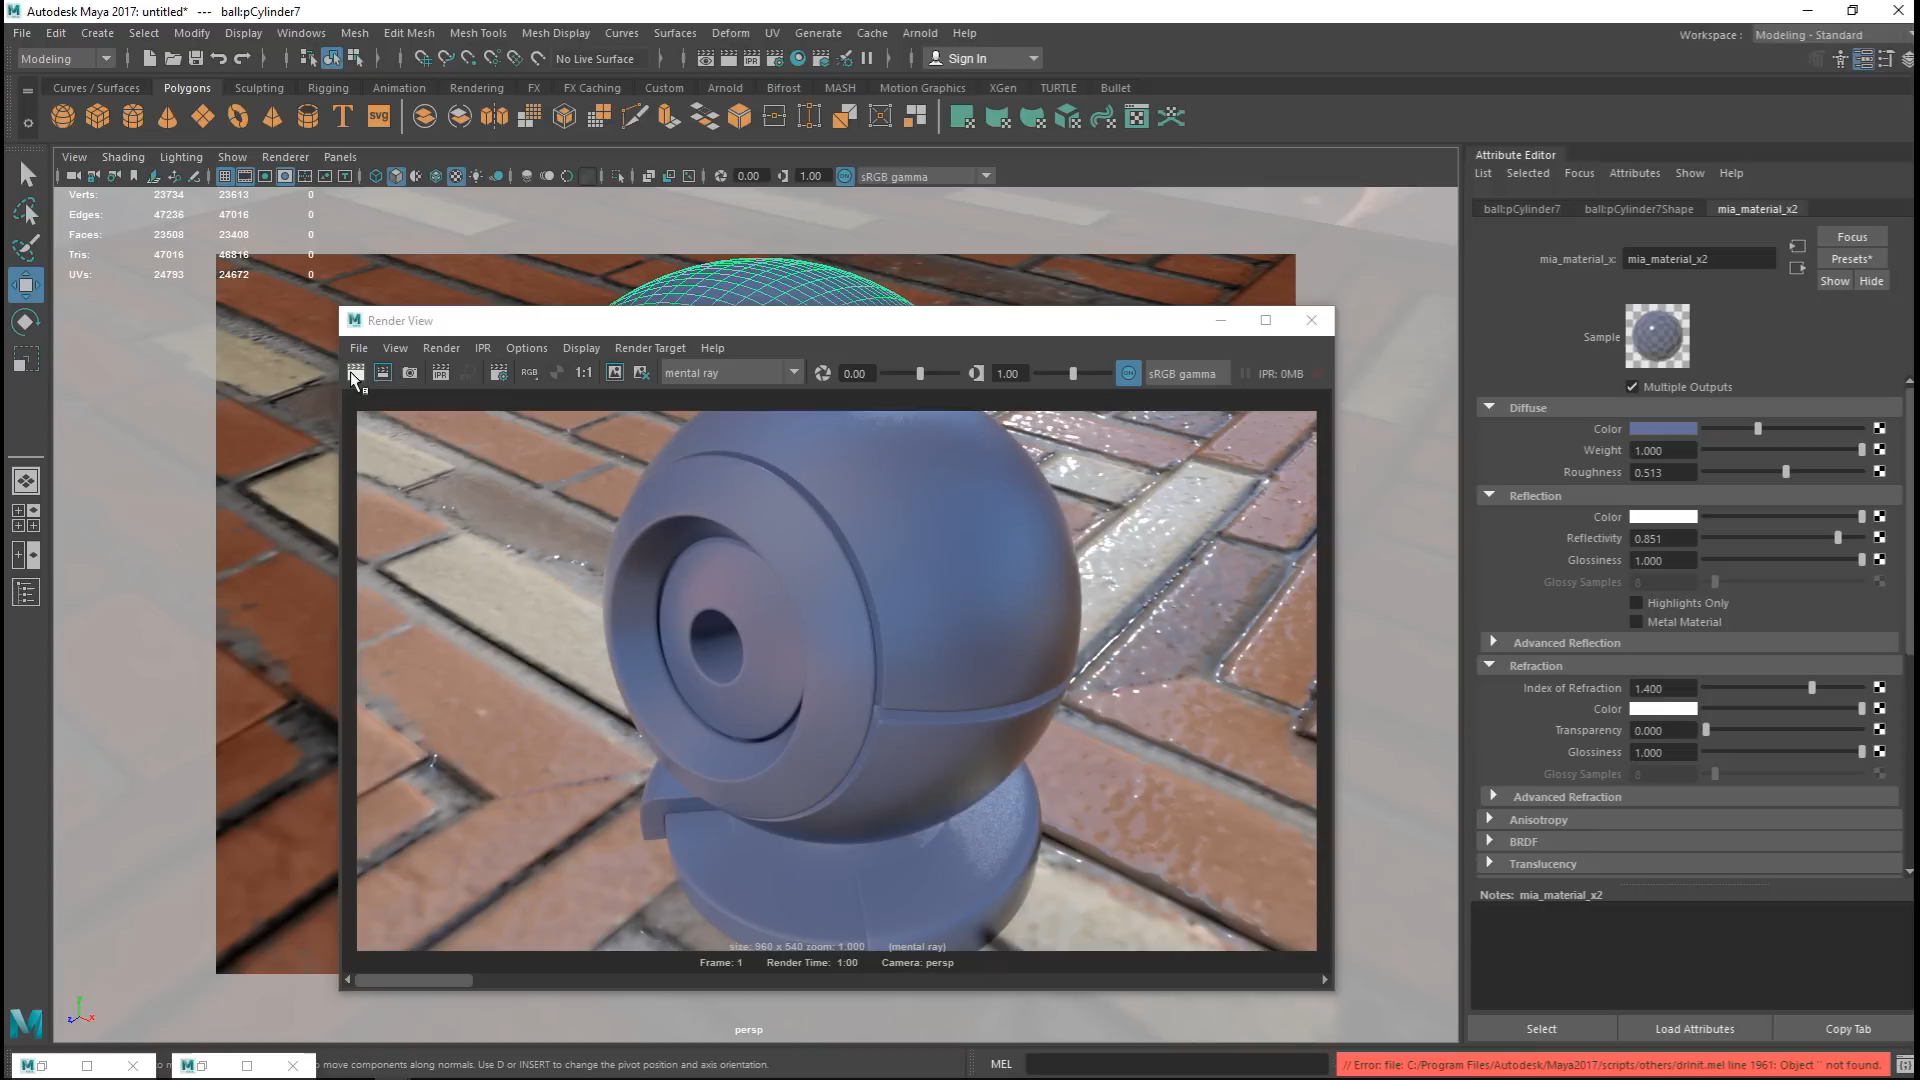 Autodesk Maya 2017: untitled* --- ball:pCylinder7
File Edit Create Select Modify Display Windows Mesh Edit Mesh Mesh Tools Mesh Display Curves Surfaces Deform UV Generate Cache Arnold Help
Workspace : Modeling - Standard
Modeling No Live Surface Sign In
Curves / Surfaces Polygons Sculpting Rigging Animation Rendering FX FX Caching Custom Arnold Bifrost MASH Motion Graphics XGen TURTLE Bullet
T svg
View Shading Lighting Show Renderer Panels
0.00 1.00 ON sRGB gamma
Verts: 23734 23613 0
Edges: 47236 47016 0
Faces: 23508 23408 0
Tris: 47016 46816 0
UVs: 24793 24672 0
Render View
File View Render IPR Options Display Render Target Help
IPR RGB 1:1 mental ray 0.00 1.00 ON sRGB gamma IPR: 0MB
size: 960 x 540 zoom: 1.000 (mental ray)
Frame: 1 Render Time: 1:00 Camera: persp
persp
Attribute Editor
List Selected Focus Attributes Show Help
ball:pCylinder7 ball:pCylinder7Shape mia_material_x2
Focus
mia_material_x: mia_material_x2 Presets*
Show Hide
Sample
Multiple Outputs
Diffuse
Color
Weight 1.000
Roughness 0.513
Reflection
Color
Reflectivity 0.851
Glossiness 1.000
Glossy Samples 8
Highlights Only
Metal Material
Advanced Reflection
Refraction
Index of Refraction 1.400
Color
Transparency 0.000
Glossiness 1.000
Glossy Samples 8
Advanced Refraction
Anisotropy
BRDF
Translucency
Notes: mia_material_x2
Select Load Attributes Copy Tab
move components along normals. Use D or INSERT to change the pivot position and axis orientation.
MEL
// Error: file: C:/Program Files/Autodesk/Maya2017/scripts/others/drInit.mel line 1961: Object '' not found.